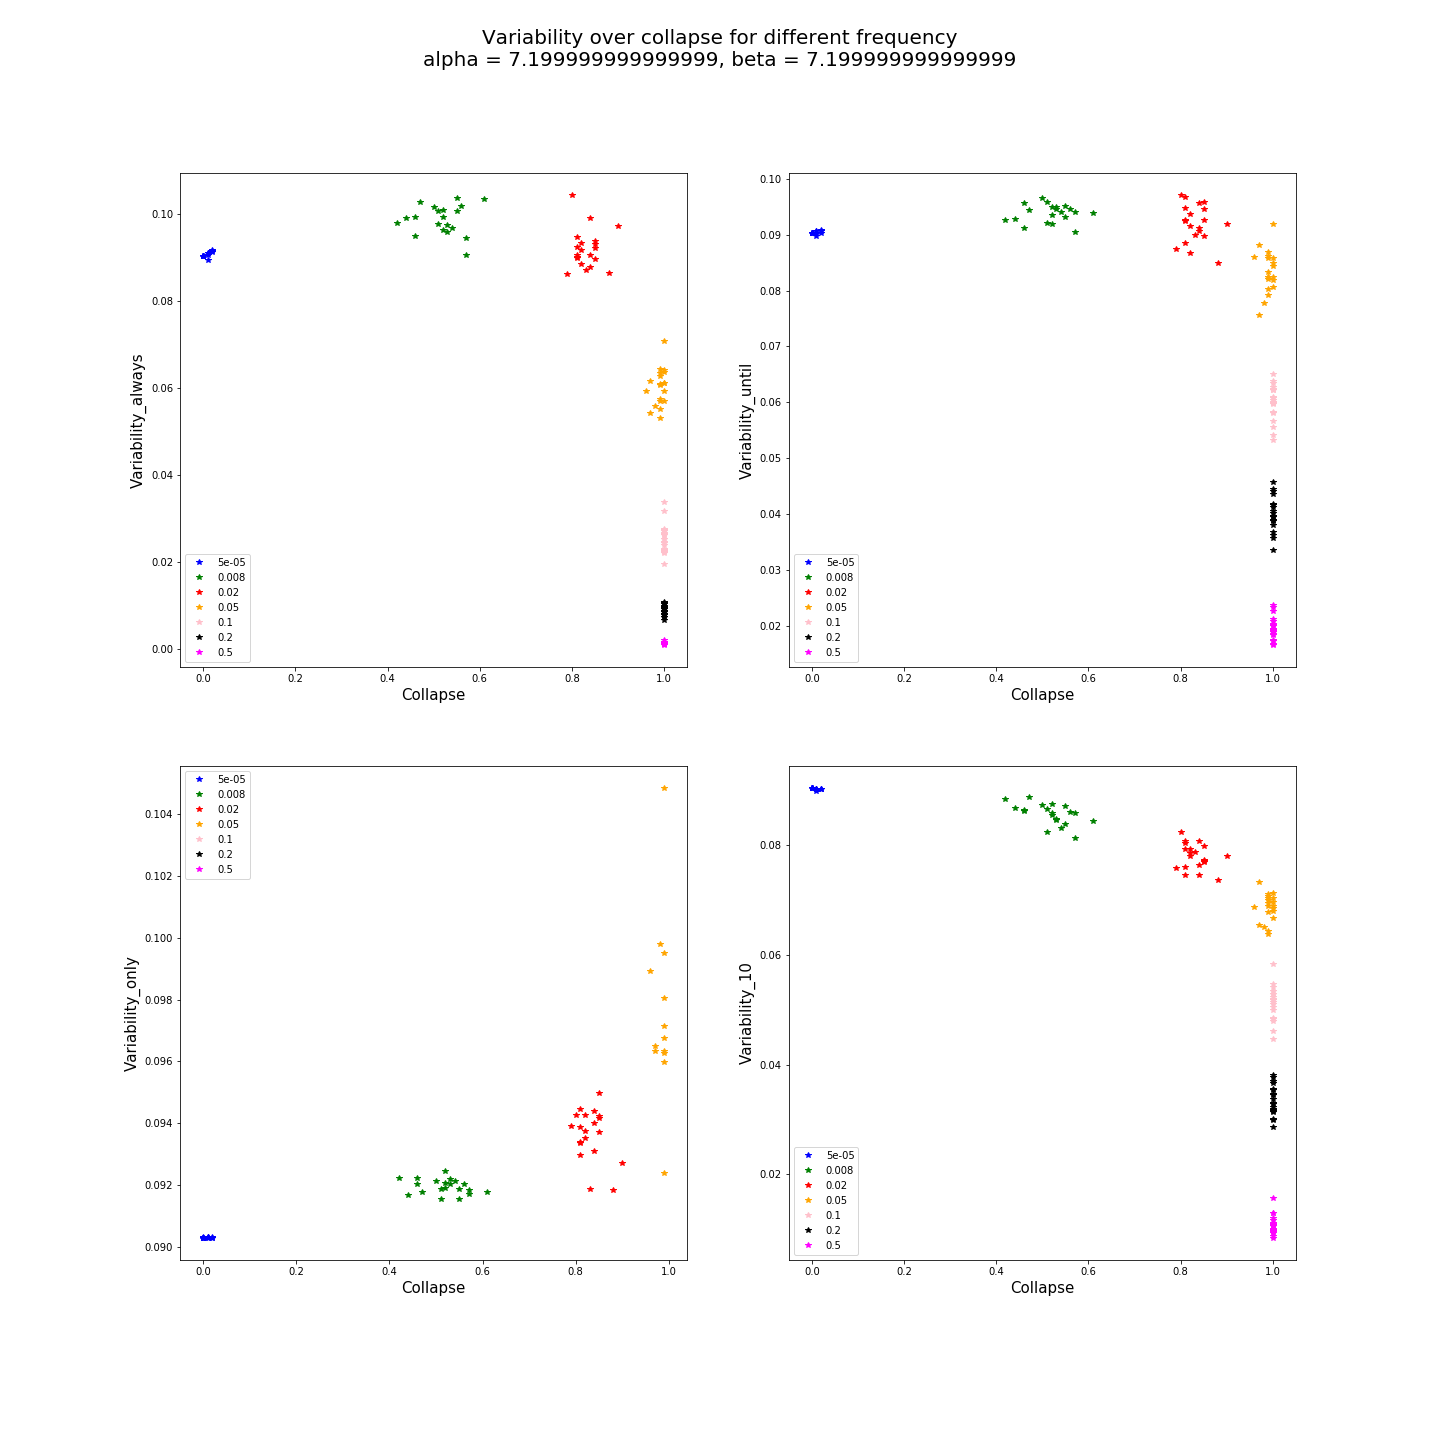 Variability over collapse for different frequency
alpha = 7.199999999999999, beta = 7.199999999999999
0.10
0.08
0.06
0.04
0.02
0.00
Variability_always
5e-05
0.008
0.02
0.05
0.1
0.2
0.5
0.0 0.2 0.4 0.6 0.8 1.0
Collapse
0.10
0.09
0.08
0.07
0.06
0.05
0.04
0.03
0.02
Variability_until
5e-05
0.008
0.02
0.05
0.1
0.2
0.5
0.0 0.2 0.4 0.6 0.8 1.0
Collapse
0.104
0.102
0.100
0.098
0.096
0.094
0.092
0.090
Variability_only
5e-05
0.008
0.02
0.05
0.1
0.2
0.5
0.0 0.2 0.4 0.6 0.8 1.0
Collapse
0.08
0.06
0.04
0.02
Variability_10
5e-05
0.008
0.02
0.05
0.1
0.2
0.5
0.0 0.2 0.4 0.6 0.8 1.0
Collapse